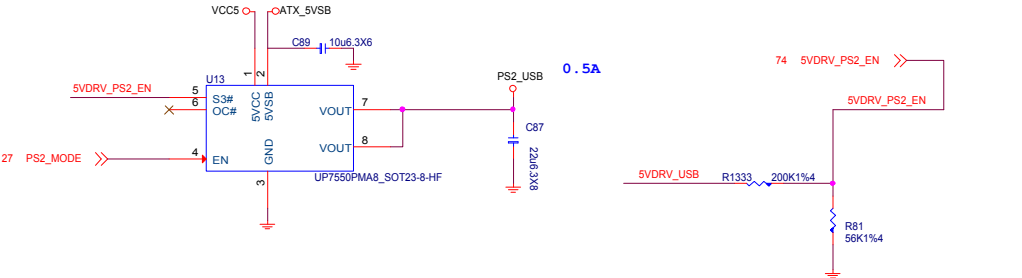 VCC5
ATX_5VSB
C89
10u6.3X6
U13
1
2
5VDRV_PS2_EN
5
S3#
6
OC#
5VCC
5VSB
VOUT
7
VOUT
8
27
PS2_MODE
4
EN
GND
3
UP7550PMA8_SOT23-8-HF
PS2_USB
0.5A
C87
22u6.3X8
74
5VDRV_PS2_EN
5VDRV_PS2_EN
5VDRV_USB
R1333
200K1%4
R81
56K1%4